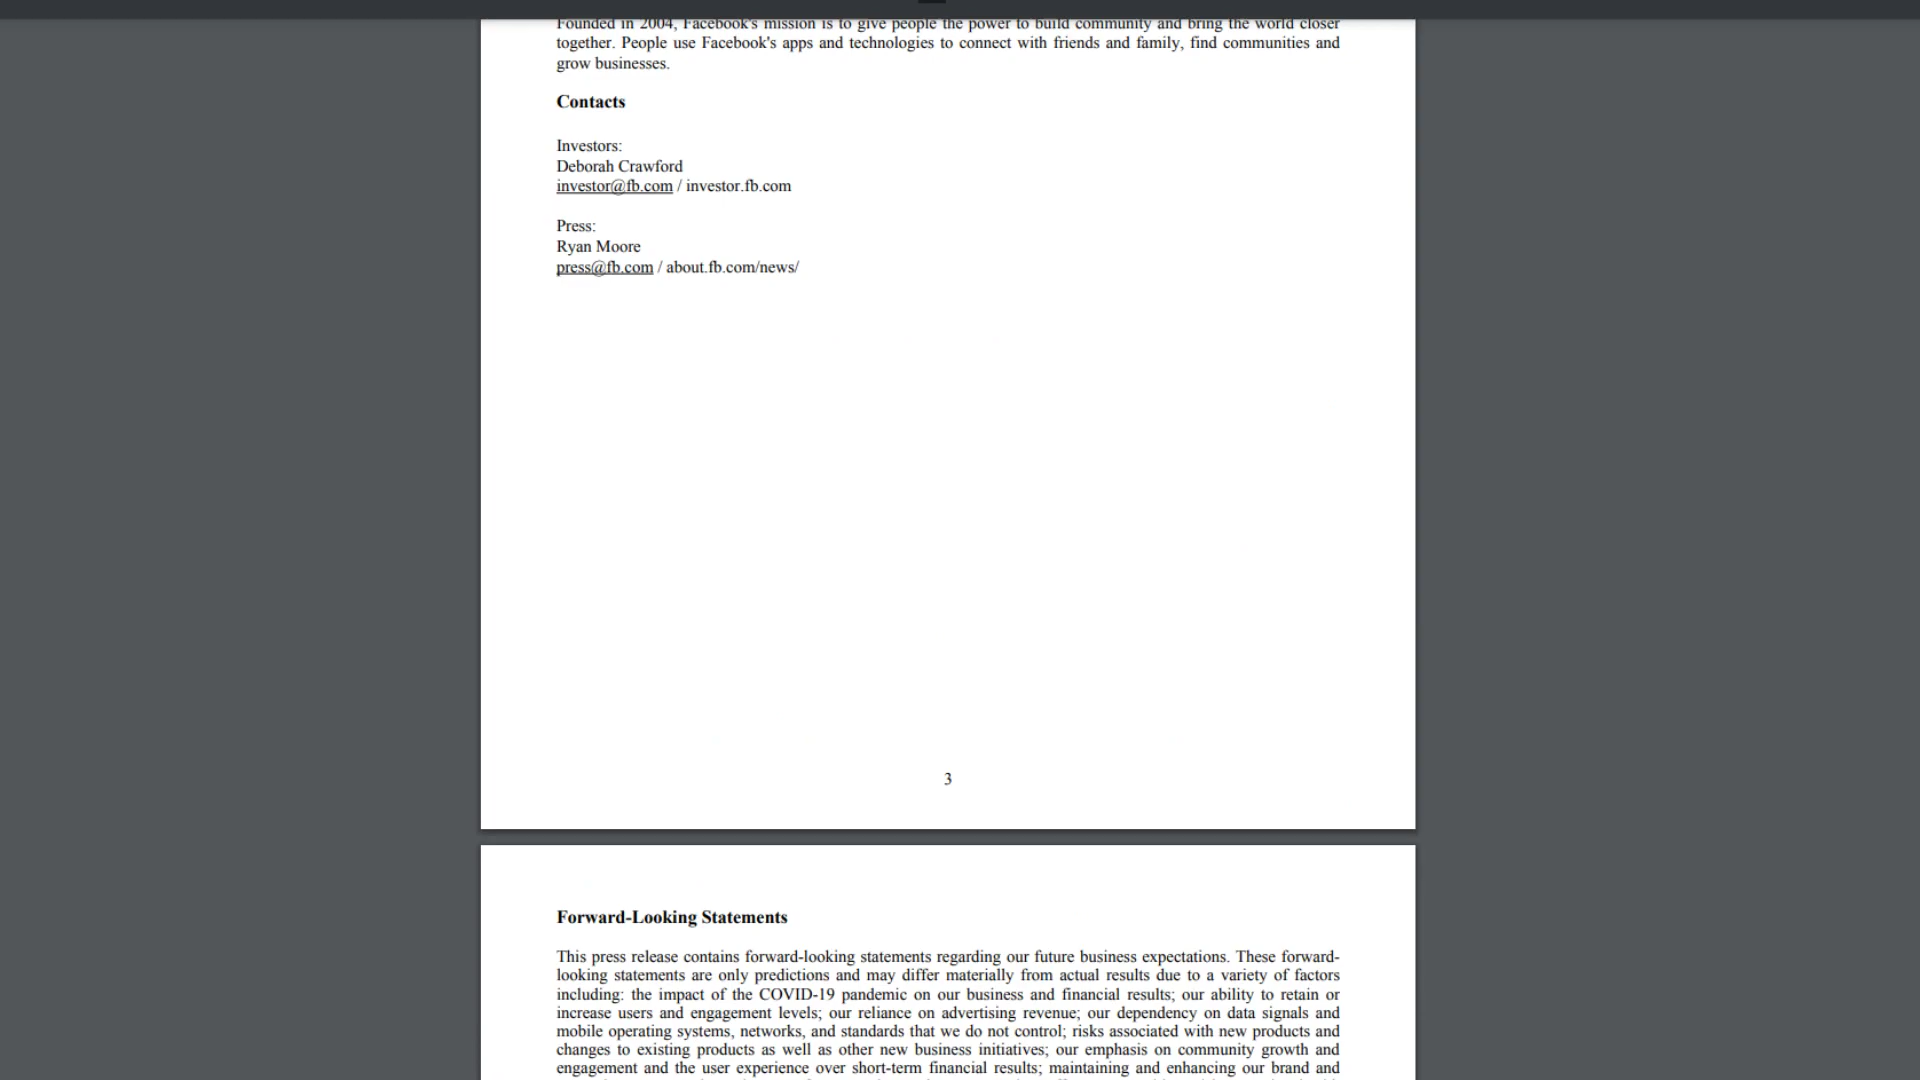 Founded in 2004, Facebook's mission is to give people the power to build community and bring the world closer
together. People use Facebook's apps and technologies to connect with friends and family, find communities and
grow businesses.
Contacts
Investors:
Deborah Crawford
investor@fb.com / investor.fb.com
Press:
Ryan Moore
press@fb.com / about.fb.com/news/
3
Forward-Looking Statements
This press release contains forward-looking statements regarding our future business expectations. These forward-
looking statements are only predictions and may differ materially from actual results due to a variety of factors
including: the impact of the COVID-19 pandemic on our business and financial results; our ability to retain or
increase users and engagement levels; our reliance on advertising revenue; our dependency on data signals and
mobile operating systems, networks, and standards that we do not control; risks associated with new products and
changes to existing products as well as other new business initiatives; our emphasis on community growth and
engagement and the user experience over short-term financial results; maintaining and enhancing our brand and